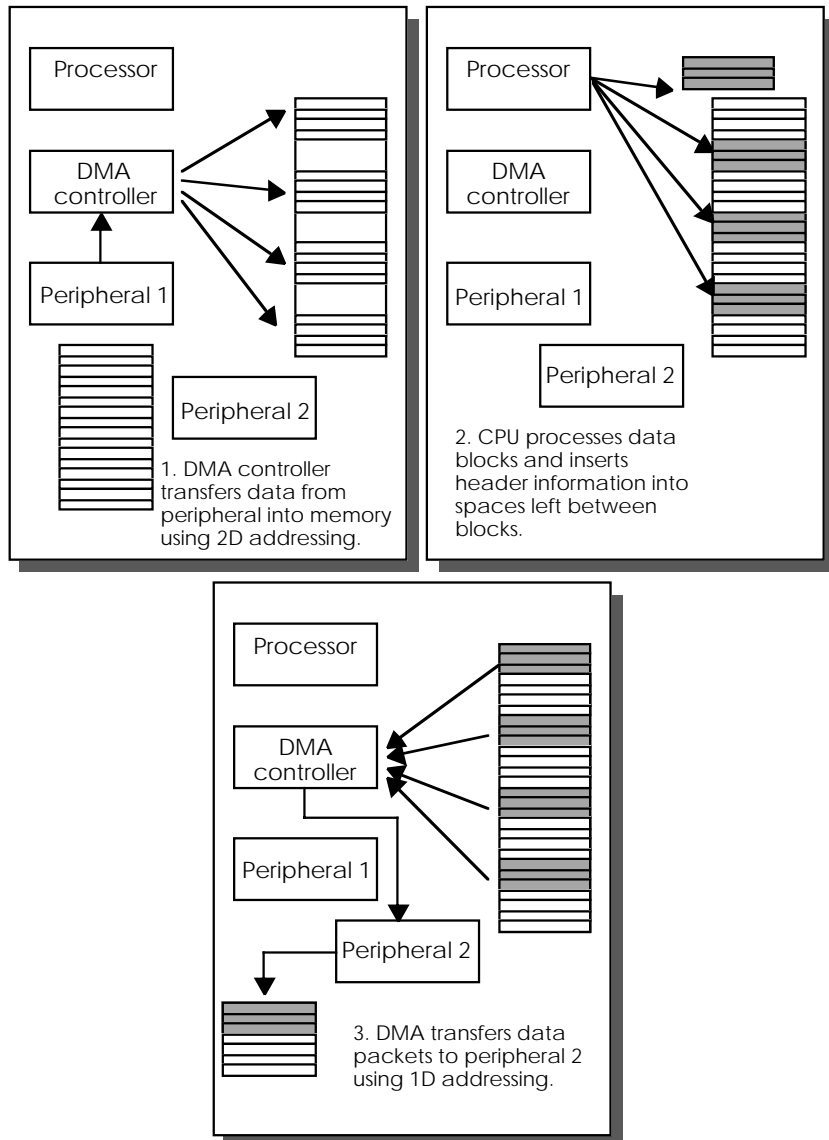 Processor
DMA
controller
Peripheral 1
Peripheral 2
1. DMA controller
transfers data from
peripheral into memory
using 2D addressing.
Processor
DMA
controller
Peripheral 1
Peripheral 2
2. CPU processes data
blocks and inserts
header information into
spaces left between
blocks.
Processor
DMA
controller
Peripheral 1
Peripheral 2
3. DMA transfers data
packets to peripheral 2
using 1D addressing.